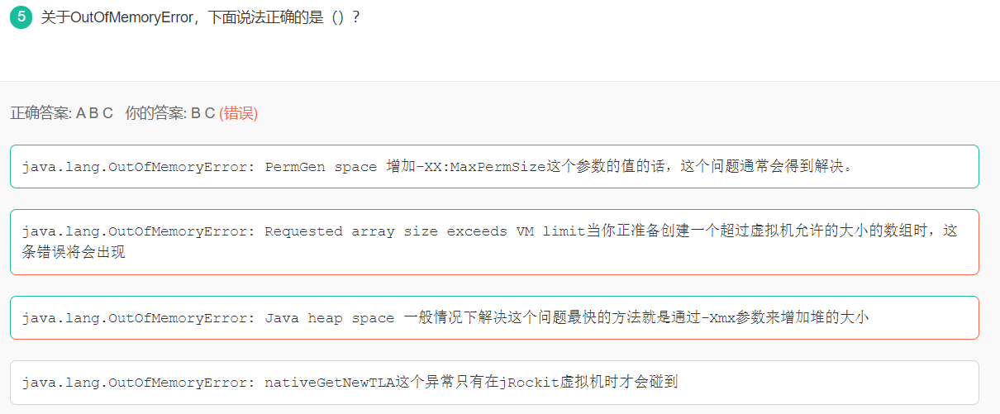 5 关于OutOfMemoryError，下面说法正确的是（）？
正确答案: A B C 你的答案: B C (错误)
java.lang.OutOfMemoryError: PermGen space 增加-XX:MaxPermSize这个参数的值的话，这个问题通常会得到解决。
java.lang.OutOfMemoryError: Requested array size exceeds VM limit当你正准备创建一个超过虚拟机允许的大小的数组时，这
条错误将会出现
java.lang.OutOfMemoryError: Java heap space 一般情况下解决这个问题最快的方法就是通过-Xmx参数来增加堆的大小
java.lang.OutOfMemoryError: nativeGetNewTLA这个异常只有在jRockit虚拟机时才会碰到